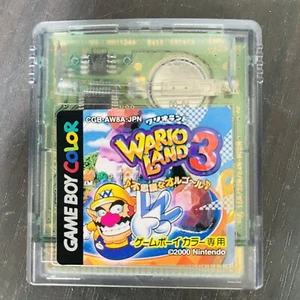 CGB-AW8A-JPN
ワリオランド
WARIO LAND 3
不思議なオルゴール
GAME BOY COLOR
ゲームボーイカラー専用
©2000 Nintendo